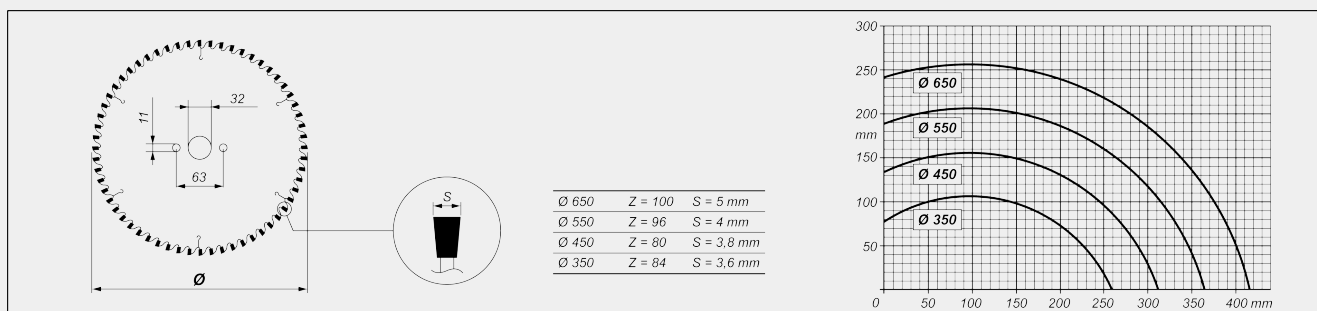 32
11
63
Ø
S
Ø 650 Z = 100 S = 5 mm
Ø 550 Z = 96 S = 4 mm
Ø 450 Z = 80 S = 3,8 mm
Ø 350 Z = 84 S = 3,6 mm
300
250
200
mm
150
100
50
Ø 650
Ø 550
Ø 450
Ø 350
0 50 100 150 200 250 300 350 400 mm